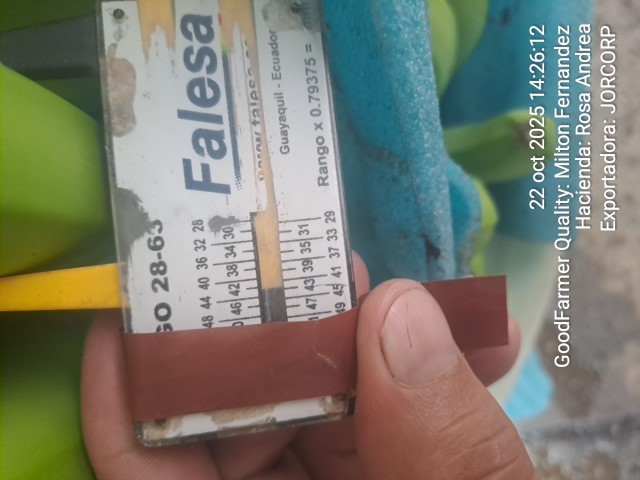 GO 28-63
48 44 40 36 32 28
46 42 38 34 30
Falesa
Guayaquil - Ecuador
47 43 39 35 31
49 45 41 37 33 29
Rango x 0.79375 =
22 oct 2025 14:26:12
GoodFarmer Quality: Milton Fernandez
Hacienda: Rosa Andrea
Exportadora: JORCORP